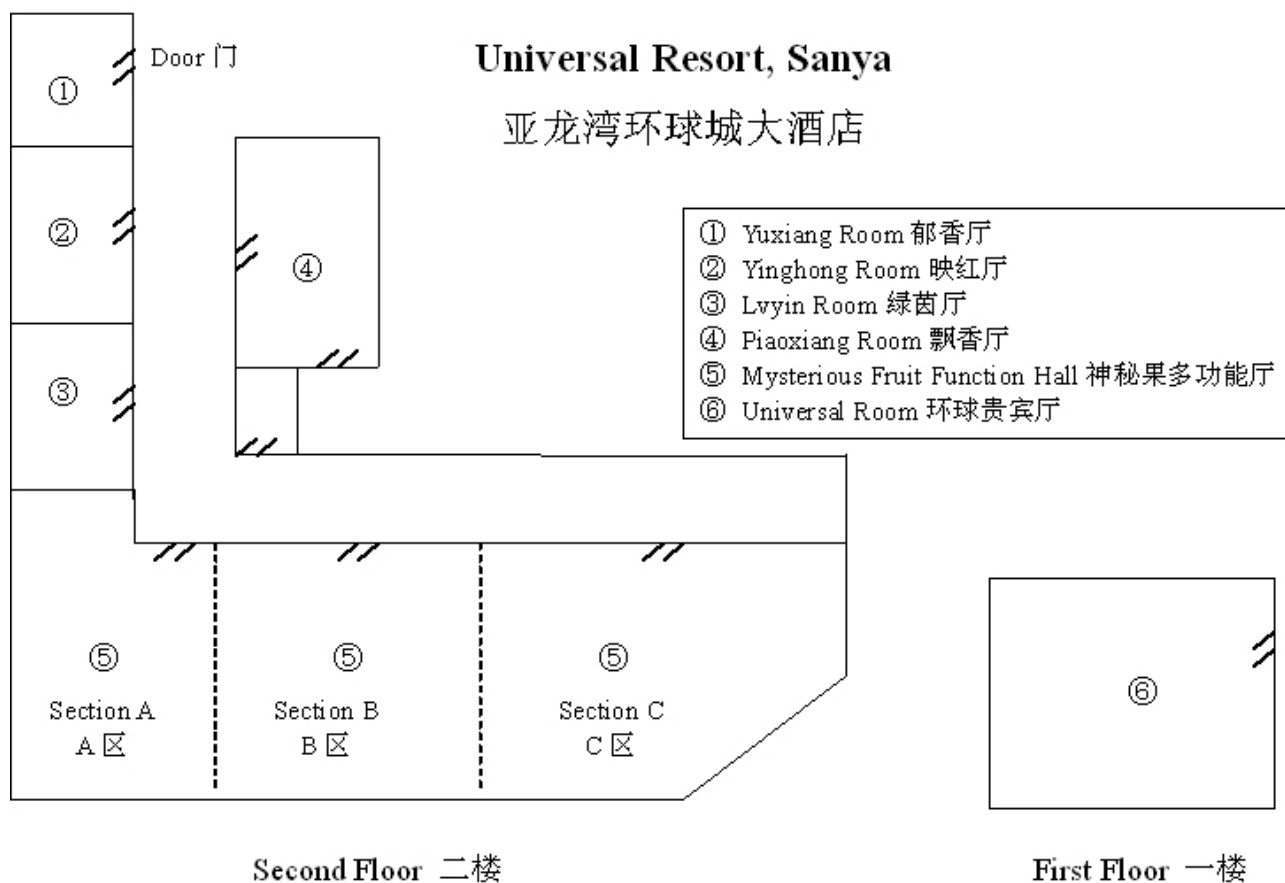 Universal Resort, Sanya
亚龙湾环球城大酒店
Door 门
①
②
③
④
① Yuxiang Room 郁香厅
② Yinghong Room 映红厅
③ Lvyin Room 绿茵厅
④ Piaoxiang Room 飘香厅
⑤ Mysterious Fruit Function Hall 神秘果多功能厅
⑥ Universal Room 环球贵宾厅
⑤
Section A
A 区
⑤
Section B
B 区
⑤
Section C
C 区
⑥
Second Floor 二楼
First Floor 一楼